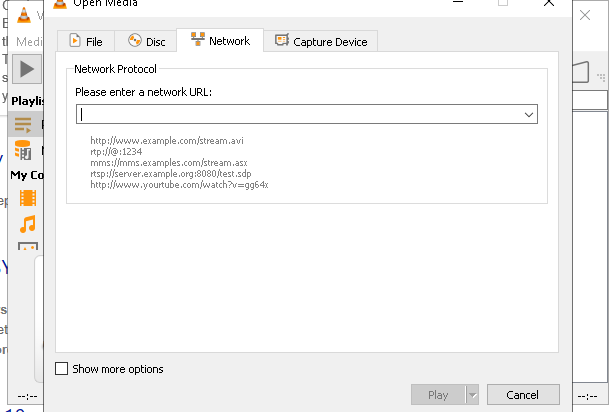 Open Media
Medi
File
Disc
Network
Capture Device
Network Protocol
Please enter a network URL:
http://www.example.com/stream.avi
rtp://@:1234
mms://mms.examples.com/stream.asx
rtsp://server.example.org:8080/test.sdp
http://www.yourtube.com/watch?v=gg64x
Playlis
My Co
Show more options
Play
Cancel
--:--
--:--